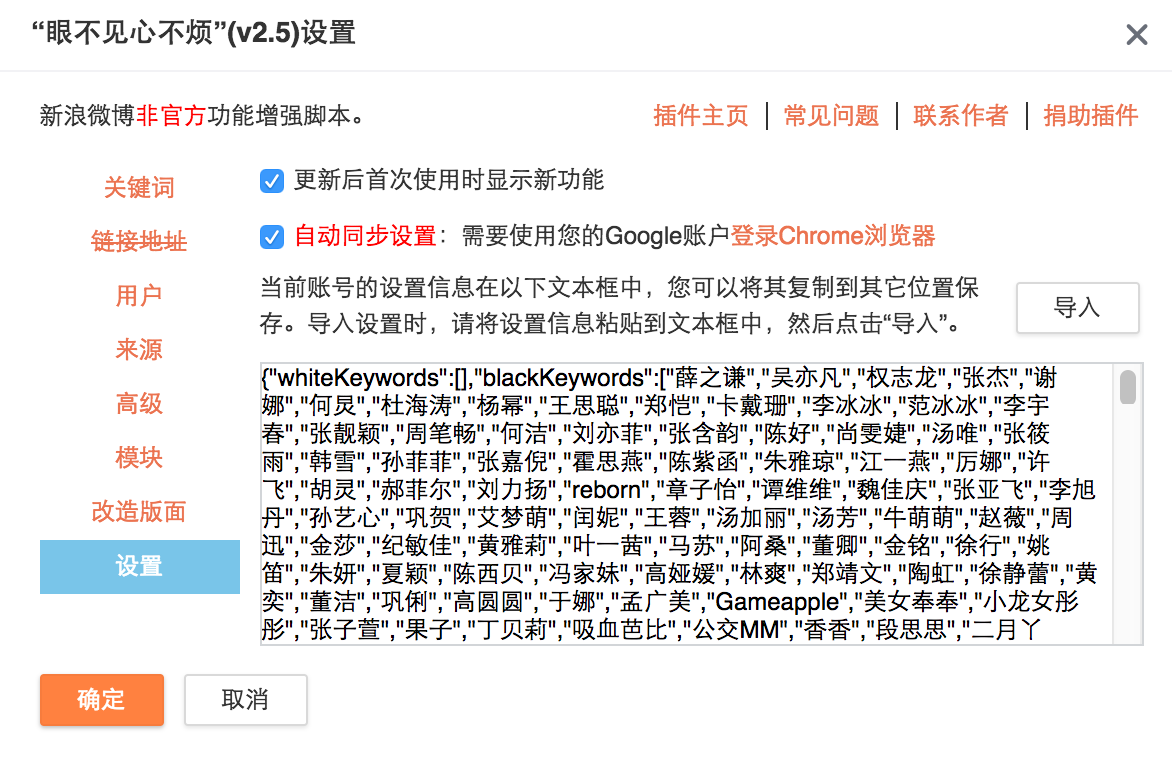 “眼不见心不烦”(v2.5)设置
新浪微博非官方功能增强脚本。
插件主页 | 常见问题 | 联系作者 | 捐助插件
关键词
链接地址
用户
来源
高级
模块
改造版面
设置
更新后首次使用时显示新功能
自动同步设置：需要使用您的Google账户登录Chrome浏览器
当前账号的设置信息在以下文本框中，您可以将其复制到其它位置保
存。导入设置时，请将设置信息粘贴到文本框中，然后点击“导入”。
导入
{"whiteKeywords":[],"blackKeywords":["薛之谦","吴亦凡","权志龙","张杰","谢
娜","何炅","杜海涛","杨幂","王思聪","郑恺","卡戴珊","李冰冰","范冰冰","李宇
春","张靓颖","周笔畅","何洁","刘亦菲","张含韵","陈好","尚雯婕","汤唯","张筱
雨","韩雪","孙菲菲","张嘉倪","霍思燕","陈紫函","朱雅琼","江一燕","厉娜","许
飞","胡灵","郝菲尔","刘力扬","reborn","章子怡","谭维维","魏佳庆","张亚飞","李旭
丹","孙艺心","巩贺","艾梦萌","闰妮","王蓉","汤加丽","汤芳","牛萌萌","赵薇","周
迅","金莎","纪敏佳","黄雅莉","叶一茜","马苏","阿桑","董卿","金铭","徐行","姚
笛","朱妍","夏颖","陈西贝","冯家妹","高娅媛","林爽","郑靖文","陶虹","徐静蕾","黄
奕","董洁","巩俐","高圆圆","于娜","孟广美","Gameapple","美女奉奉","小龙女彤
彤","张子萱","果子","丁贝莉","吸血芭比","公交MM","香香","段思思","二月丫
确定
取消